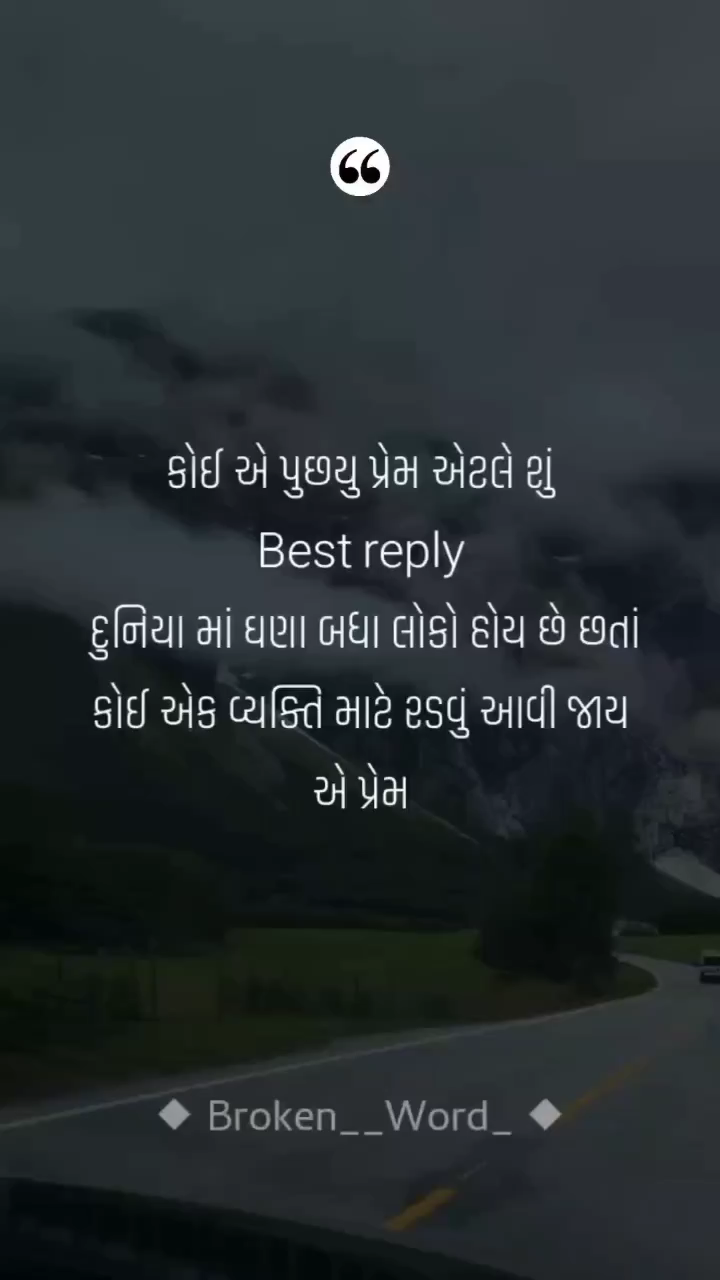 ❝
કોઈ એ પુછયુ પ્રેમ એટલે શું
Best reply
દુનિયા માં ઘણા બધા લોકો હોય છે છતાં
કોઈ એક વ્યક્તિ માટે રડવું આવી જાય
એ પ્રેમ
◆ Broken__Word_ ◆